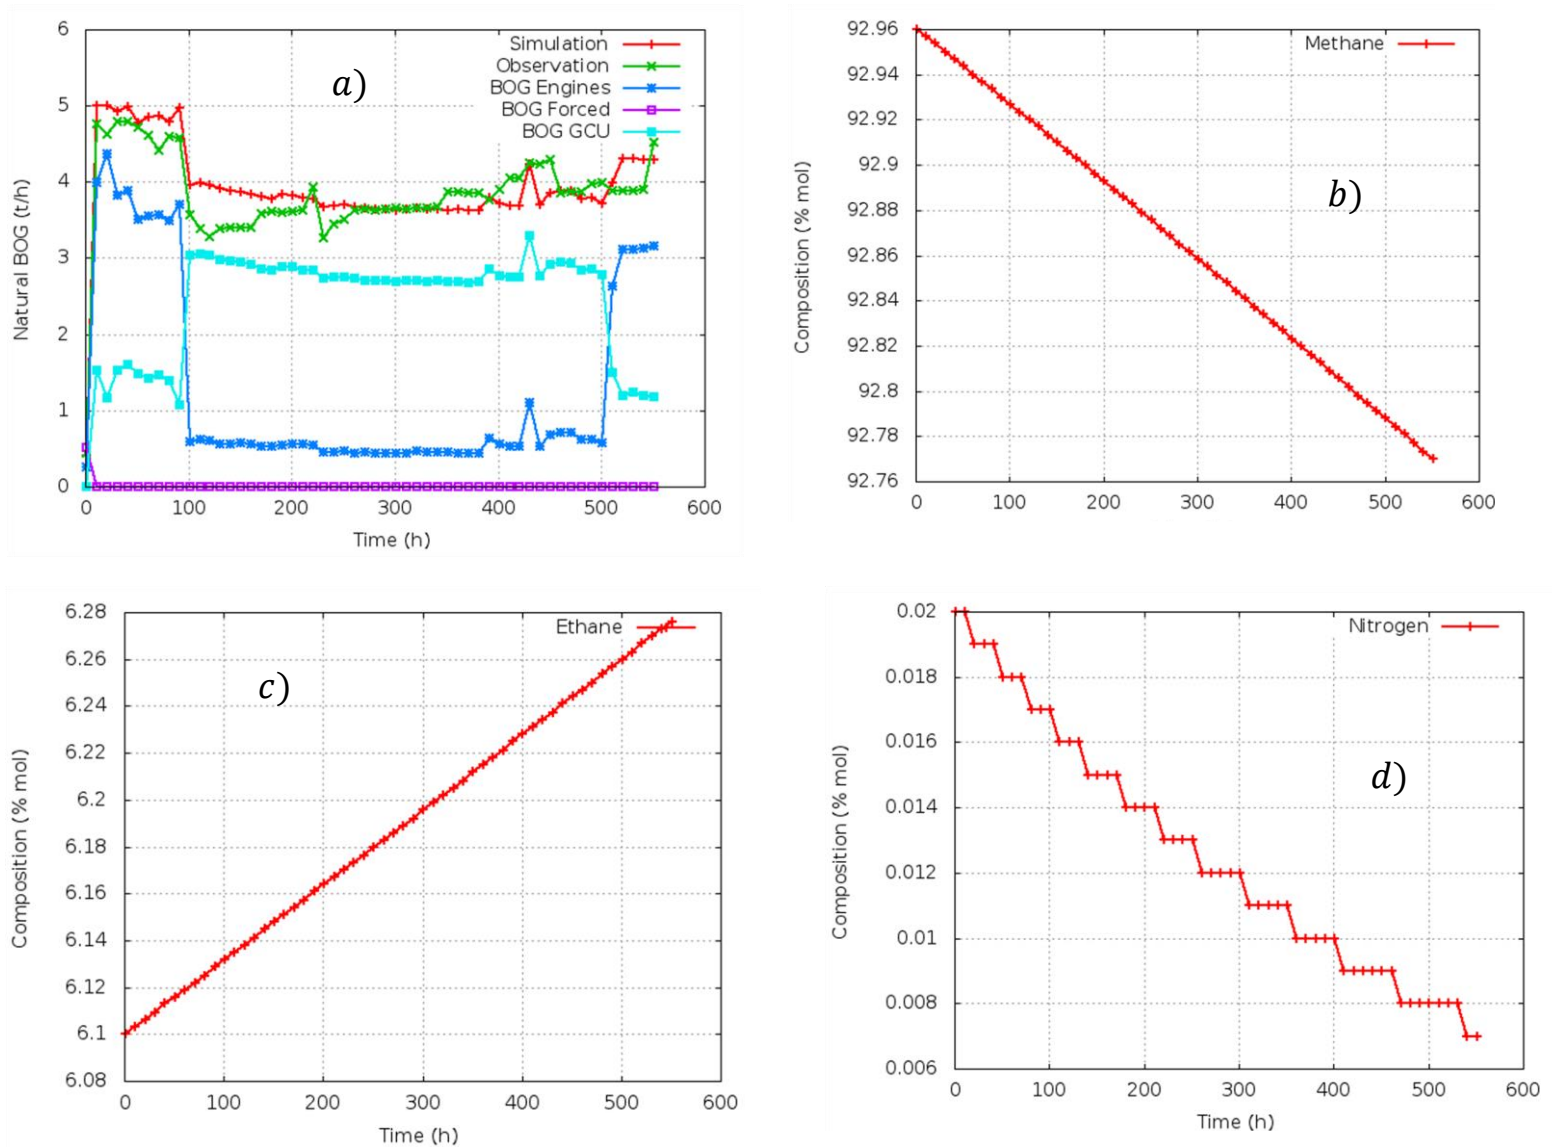 a)
Simulation
Observation
BOG Engines
BOG Forced
BOG GCU
Natural BOG (t/h)
6
5
4
3
2
1
0
0 100 200 300 400 500 600
Time (h)
b)
Methane
Composition (% mol)
92.96
92.94
92.92
92.9
92.88
92.86
92.84
92.82
92.8
92.78
92.76
0 100 200 300 400 500 600
Time (h)
c)
Ethane
Composition (% mol)
6.28
6.26
6.24
6.22
6.2
6.18
6.16
6.14
6.12
6.1
6.08
0 100 200 300 400 500 600
Time (h)
d)
Nitrogen
Composition (% mol)
0.02
0.018
0.016
0.014
0.012
0.01
0.008
0.006
0 100 200 300 400 500 600
Time (h)